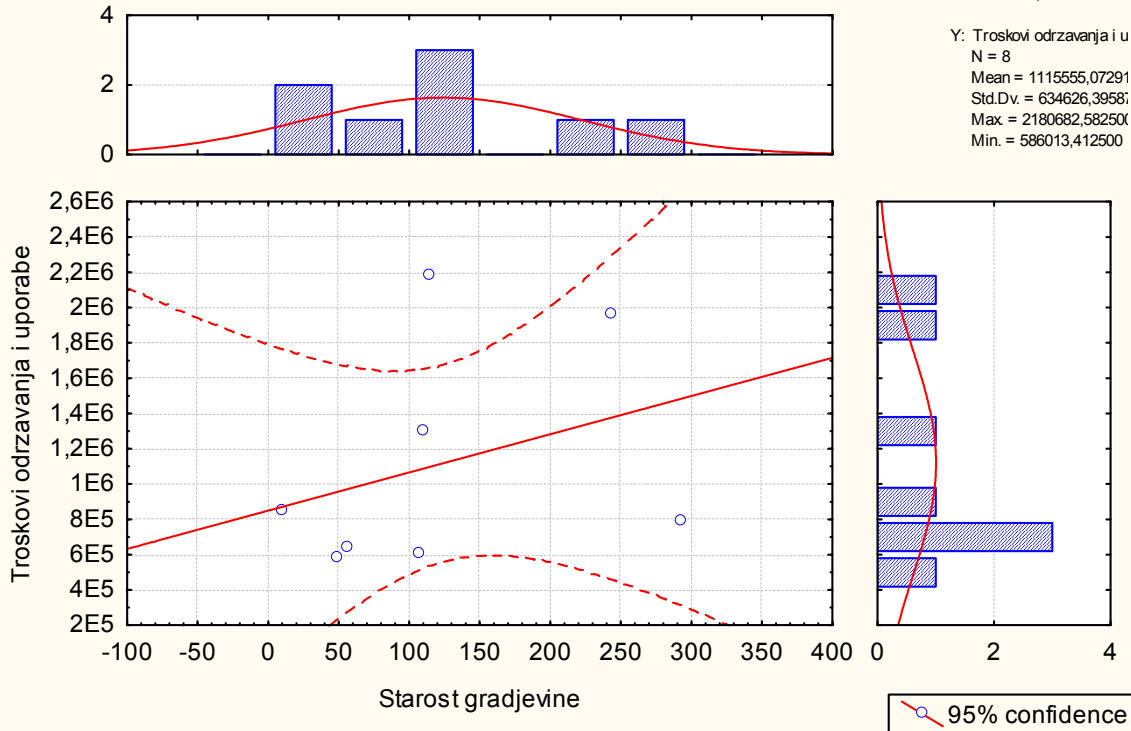 4
2
0
Y: Troskovi odrzavanja i u
N = 8
Mean = 1115555,07291
Std.Dv. = 634626,39587
Max. = 2180682,582500
Min. = 586013,412500
Troskovi odrzavanja i uporabe
2,6E6
2,4E6
2,2E6
2E6
1,8E6
1,6E6
1,4E6
1,2E6
1E6
8E5
6E5
4E5
2E5
-100 -50 0 50 100 150 200 250 300 350 400
Starost gradjevine
0 2 4
95% confidence